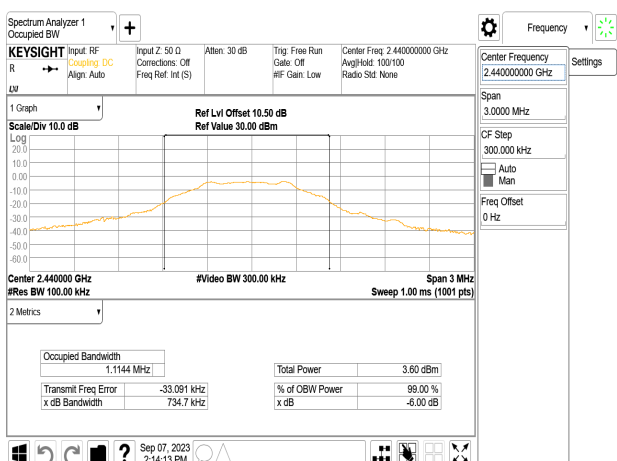 Spectrum Analyzer 1
Occupied BW
Frequency
KEYSIGHT Input: RF Input Z: 50 Ω Atten: 30 dB Trig: Free Run Center Freq: 2.440000000 GHz
R Coupling: DC Corrections: Off Gate: Off Avg|Hold: 100/100
Align: Auto Freq Ref: Int (S) #IF Gain: Low Radio Std: None
Center Frequency
2.440000000 GHz
Settings
Span
3.0000 MHz
CF Step
300.000 kHz
Auto
Man
Freq Offset
0 Hz
1 Graph
Ref Lvl Offset 10.50 dB
Scale/Div 10.0 dB Ref Value 30.00 dBm
Log
20.0
10.0
0.00
-10.0
-20.0
-30.0
-40.0
-50.0
-60.0
Center 2.440000 GHz #Video BW 300.00 kHz Span 3 MHz
#Res BW 100.00 kHz Sweep 1.00 ms (1001 pts)
2 Metrics
Occupied Bandwidth
1.1144 MHz
Total Power 3.60 dBm
Transmit Freq Error -33.091 kHz % of OBW Power 99.00 %
x dB Bandwidth 734.7 kHz x dB -6.00 dB
Sep 07, 2023
2:14:13 PM